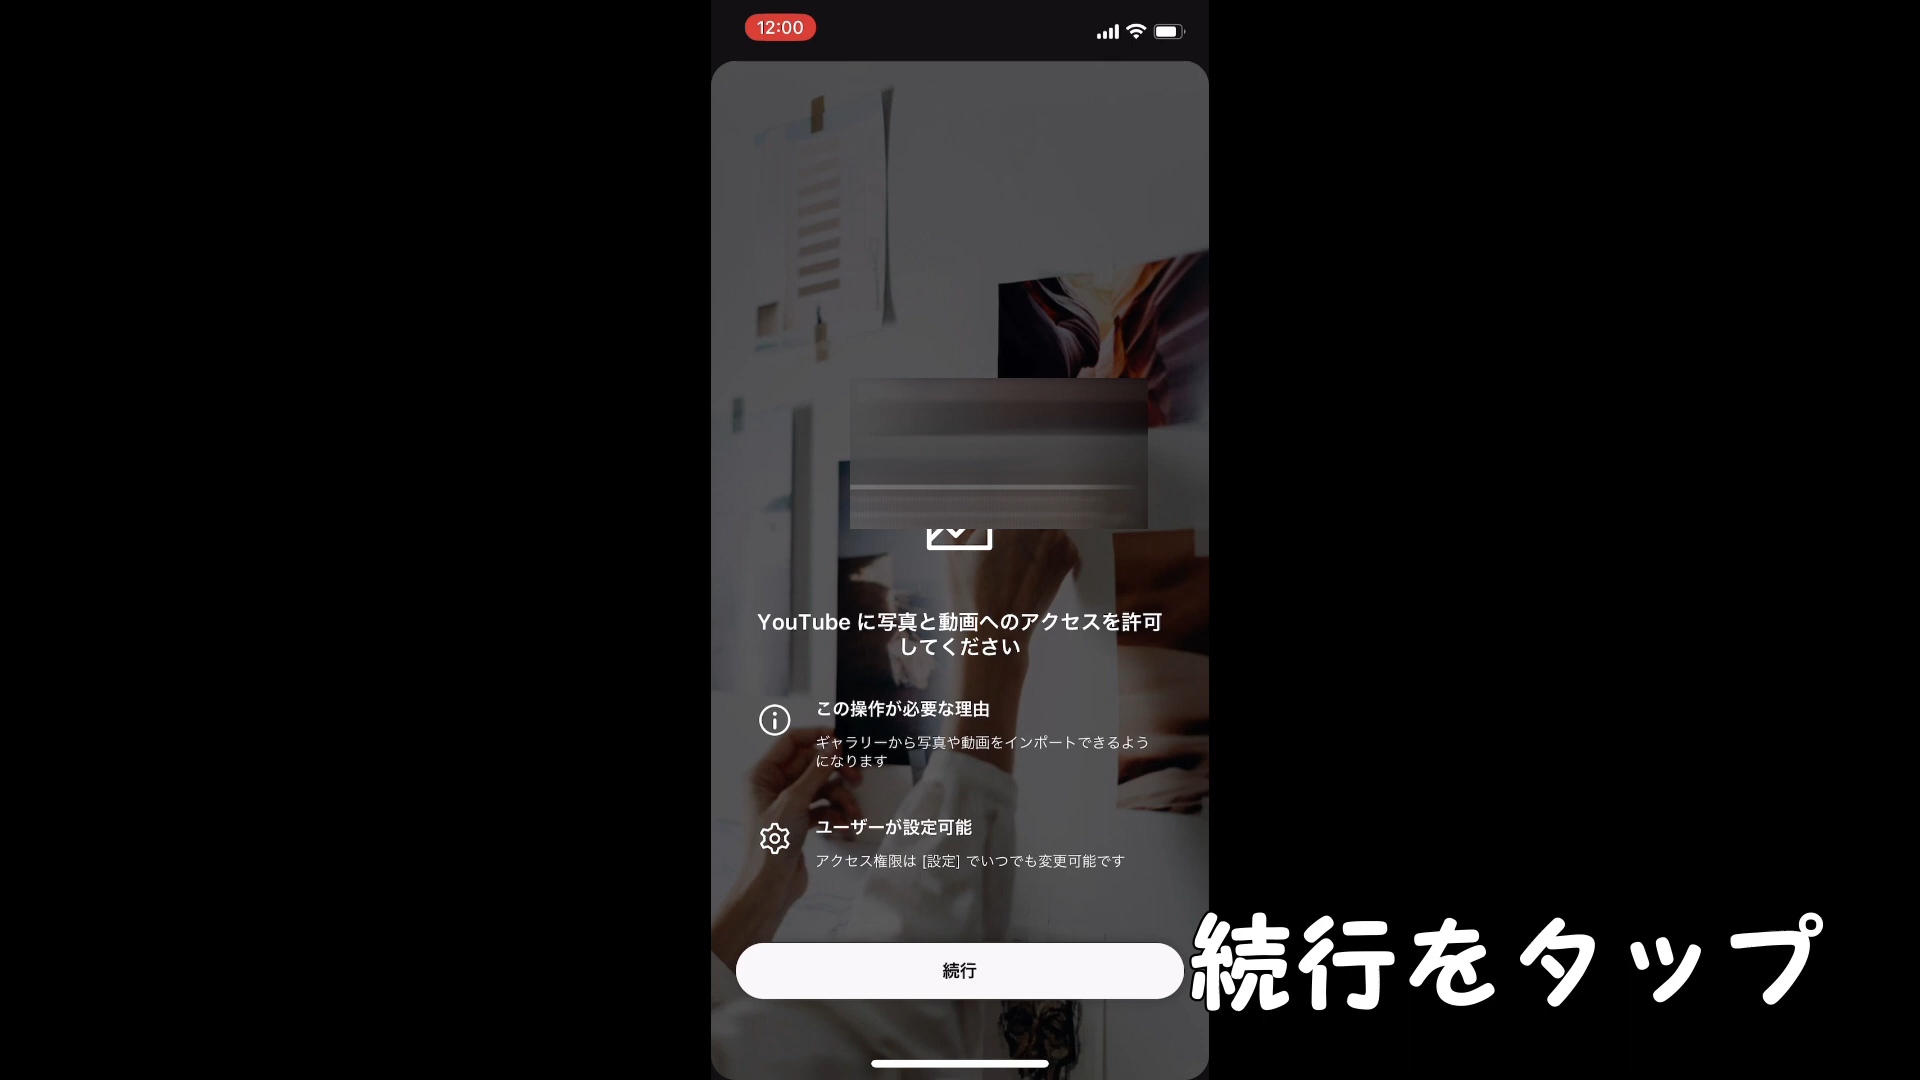 12:00
YouTube に写真と動画へのアクセスを許可
してください
この操作が必要な理由
ギャラリーから写真や動画をインポートできるよう
になります
ユーザーが設定可能
アクセス権限は [設定] でいつでも変更可能です
続行
続行をタップ